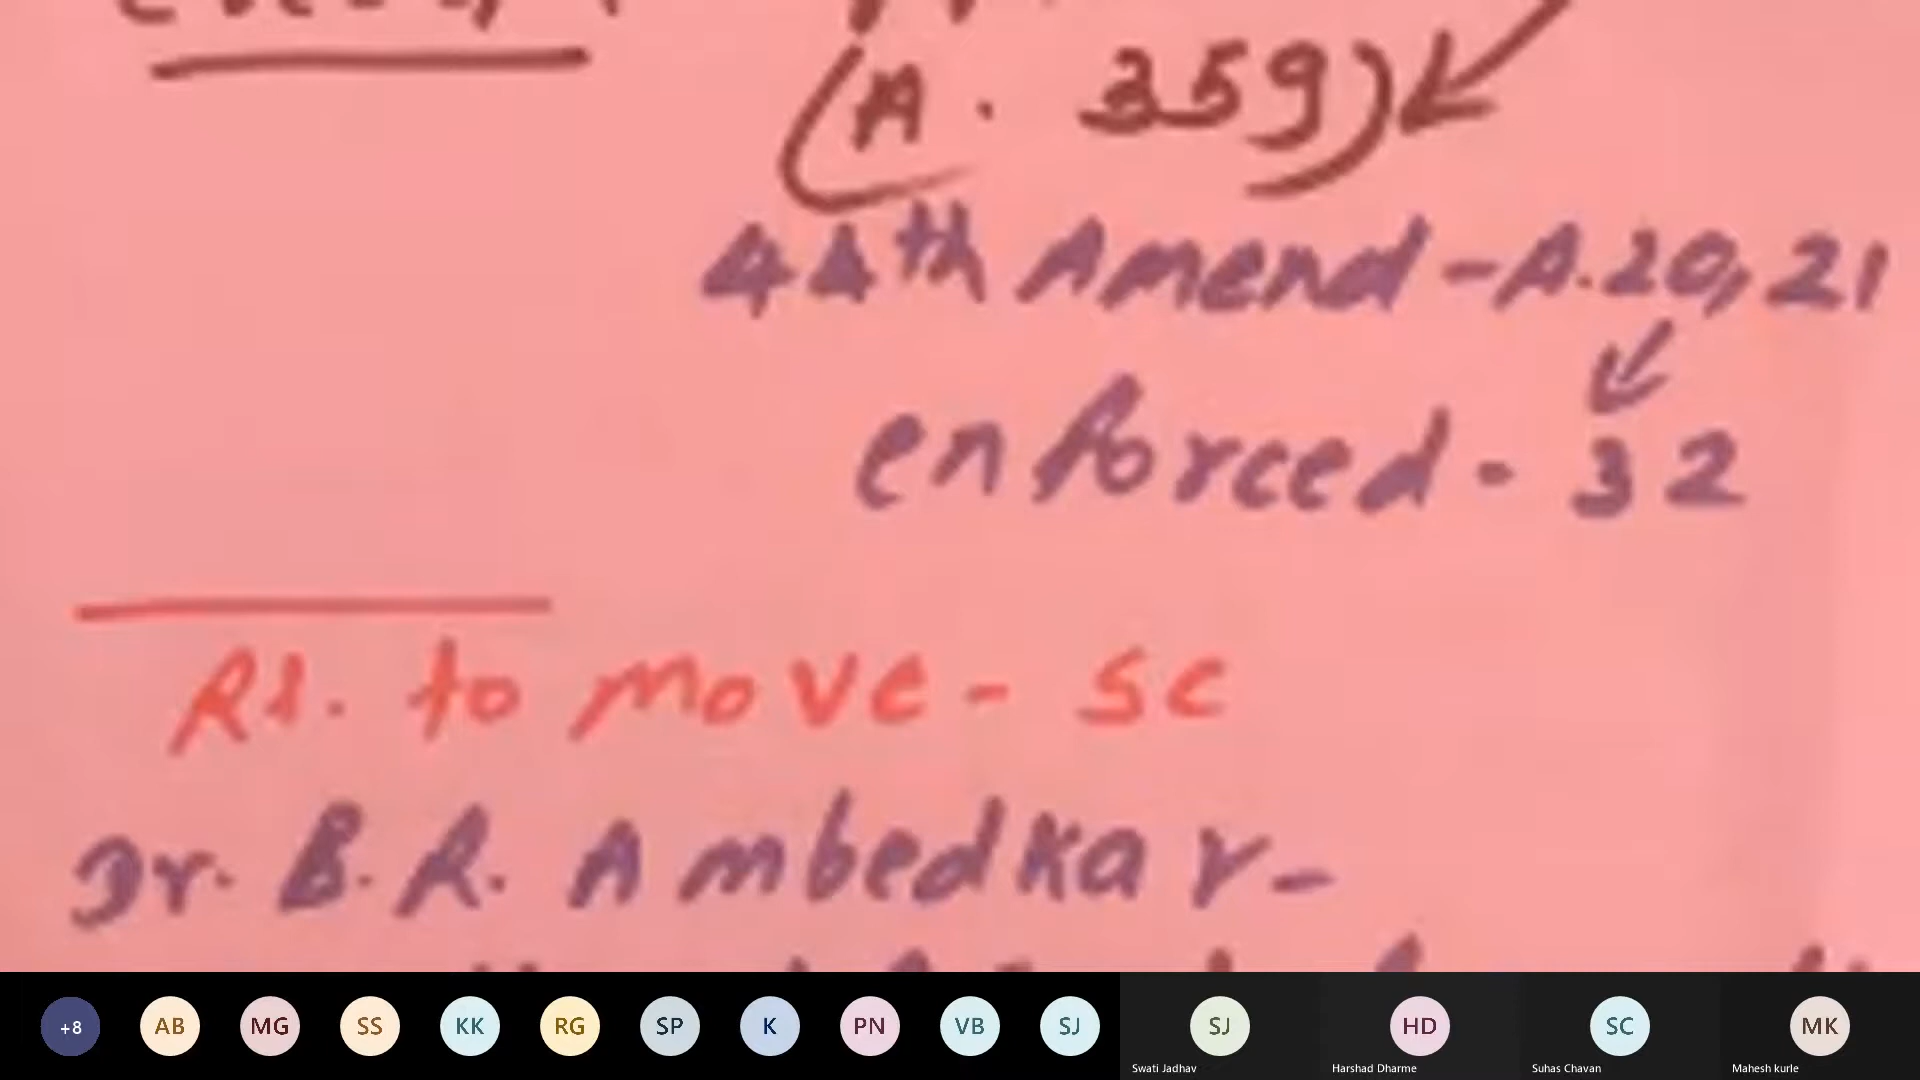 (A. 359)
44th Amend - A. 20, 21
enforced - 32
Rt. to move - SC
Dr. B. R. Ambedkar -
+8 AB MG SS KK RG SP K PN VB SJ SJ HD SC MK
Swati Jadhav Harshad Dharme Suhas Chavan Mahesh kurle